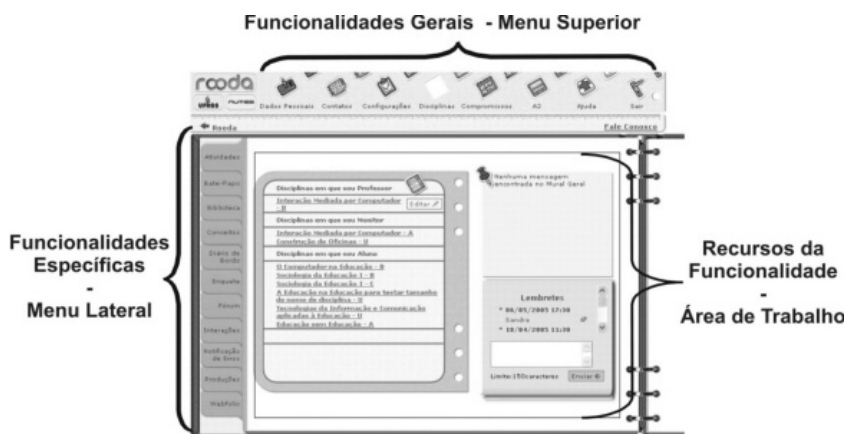 Funcionalidades Gerais - Menu Superior
rooda
UFRGS NUTED
Dados Pessoais Contatos Configurações Disciplinas Compromissos A2 Ajuda Sair
Rooda
Fale Conosco
Funcionalidades
Específicas
-
Menu Lateral
Atividades
Bate-Papo
Biblioteca
Conceitos
Diário de
Bordo
Enquete
Fórum
Interações
Notificação
de Erros
Produções
Webfolio
Disciplinas em que sou Professor
Interação Mediada por Computador
- B
Editar
Disciplinas em que sou Monitor
Interação Mediada por Computador - A
Construção de Oficinas - U
Disciplinas em que sou Aluno
O Computador na Educação - B
Sociologia da Educação I - B
Sociologia da Educação I - C
A Educação na Educação para testar tamanho
do nome de disciplina - U
Tecnologias da Informação e Comunicação
aplicadas à Educação - U
Educação sem Educação - A
Nenhuma mensagem
encontrada no Mural Geral
Lembretes
* 06/05/2005 17:30
Sandra
* 18/04/2005 11:30
Limite:150caracteres
Enviar
Recursos da
Funcionalidade
-
Área de Trabalho